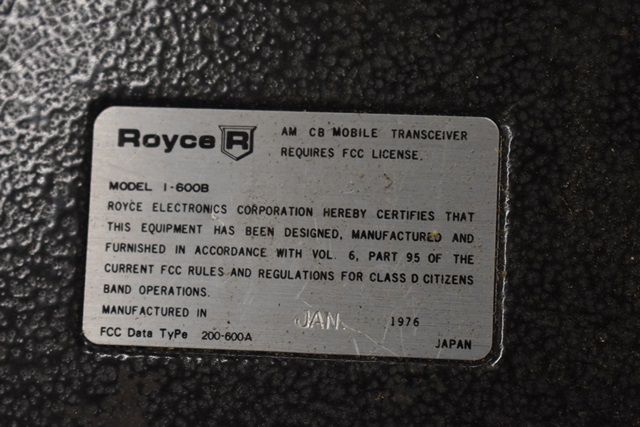 Royce R
AM CB MOBILE TRANSCEIVER
REQUIRES FCC LICENSE.
MODEL 1-600B
ROYCE ELECTRONICS CORPORATION HEREBY CERTIFIES THAT
THIS EQUIPMENT HAS BEEN DESIGNED, MANUFACTURED AND
FURNISHED IN ACCORDANCE WITH VOL. 6, PART 95 OF THE
CURRENT FCC RULES AND REGULATIONS FOR CLASS D CITIZENS
BAND OPERATIONS.
MANUFACTURED IN JAN. 1976
FCC Data TyPe 200-600A JAPAN